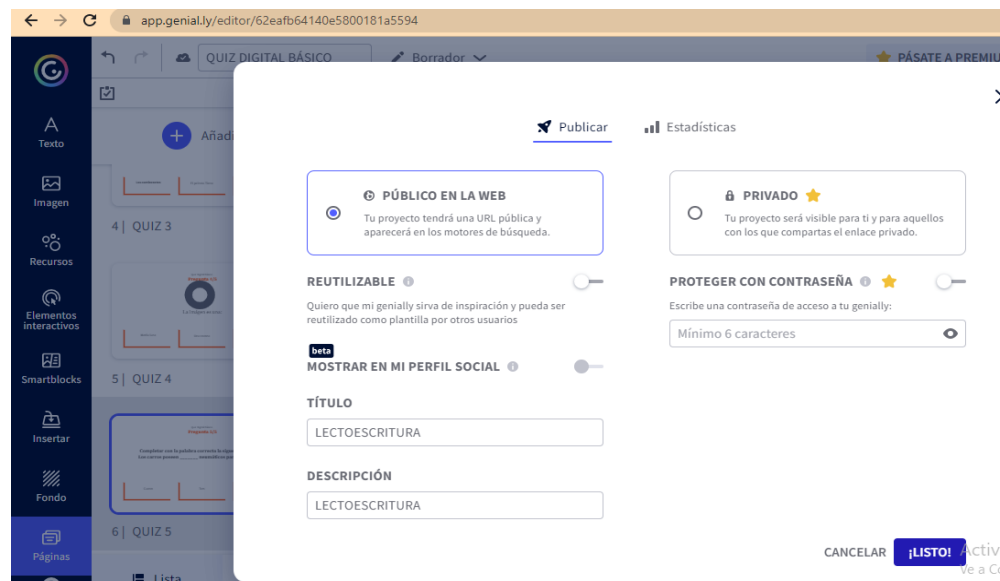 app.genial.ly/editor/62eafb64140e5800181a5594
QUIZ DIGITAL BÁSICO
Borrador
PÁSATE A PREMIU
Texto
Imagen
Recursos
Elementos
interactivos
Smartblocks
Insertar
Fondo
Páginas
Añadi
4| QUIZ 3
5| QUIZ 4
6| QUIZ 5
Lista
Publicar
Estadísticas
PÚBLICO EN LA WEB
Tu proyecto tendrá una URL pública y
aparecerá en los motores de búsqueda.
REUTILIZABLE
Quiero que mi genially sirva de inspiración y pueda ser
reutilizado como plantilla por otros usuarios
beta
MOSTRAR EN MI PERFIL SOCIAL
TÍTULO
LECTOESCRITURA
DESCRIPCIÓN
LECTOESCRITURA
PRIVADO
Tu proyecto será visible para ti y para aquellos
con los que compartas el enlace privado.
PROTEGER CON CONTRASEÑA
Escribe una contraseña de acceso a tu genially:
Mínimo 6 caracteres
CANCELAR
¡LISTO!
Activ
Ve a Co